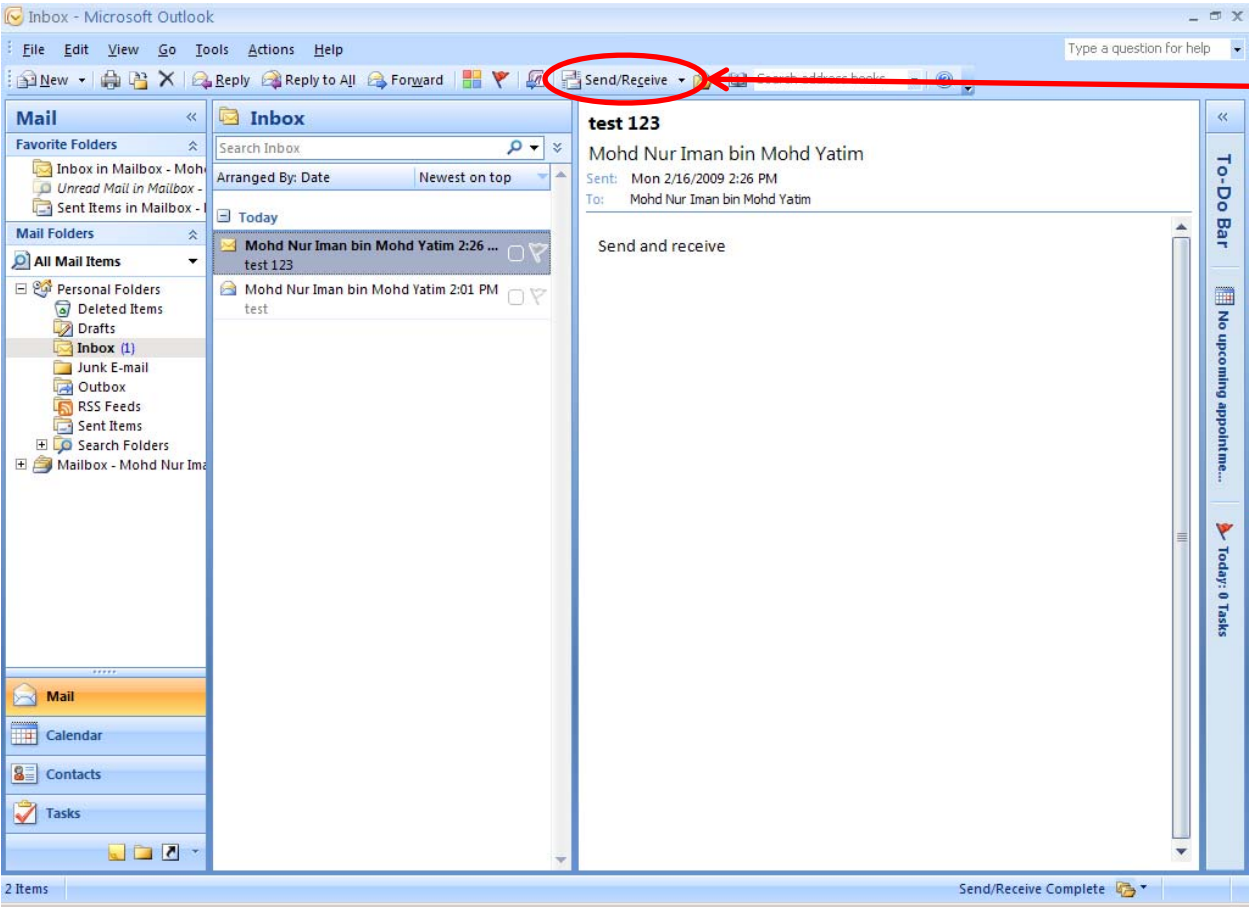 Inbox - Microsoft Outlook
File Edit View Go Tools Actions Help
Type a question for help
New Reply Reply to All Forward Send/Receive Search address books
Mail
Favorite Folders
Inbox in Mailbox - Moh
Unread Mail in Mailbox -
Sent Items in Mailbox -
Mail Folders
All Mail Items
Personal Folders
Deleted Items
Drafts
Inbox (1)
Junk E-mail
Outbox
RSS Feeds
Sent Items
Search Folders
Mailbox - Mohd Nur Ima
Mail
Calendar
Contacts
Tasks
Inbox
Search Inbox
Arranged By: Date Newest on top
Today
Mohd Nur Iman bin Mohd Yatim 2:26 ...
test 123
Mohd Nur Iman bin Mohd Yatim 2:01 PM
test
test 123
Mohd Nur Iman bin Mohd Yatim
Sent: Mon 2/16/2009 2:26 PM
To: Mohd Nur Iman bin Mohd Yatim
Send and receive
To-Do Bar
No upcoming appointme...
Today: 0 Tasks
2 Items
Send/Receive Complete